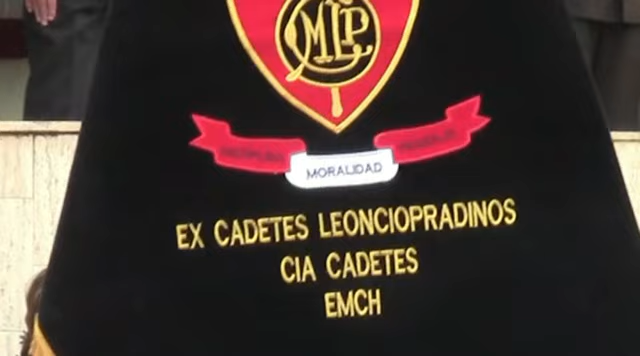 CMLP
MORALIDAD
EX CADETES LEONCIOPRADINOS
CIA CADETES
EMCH